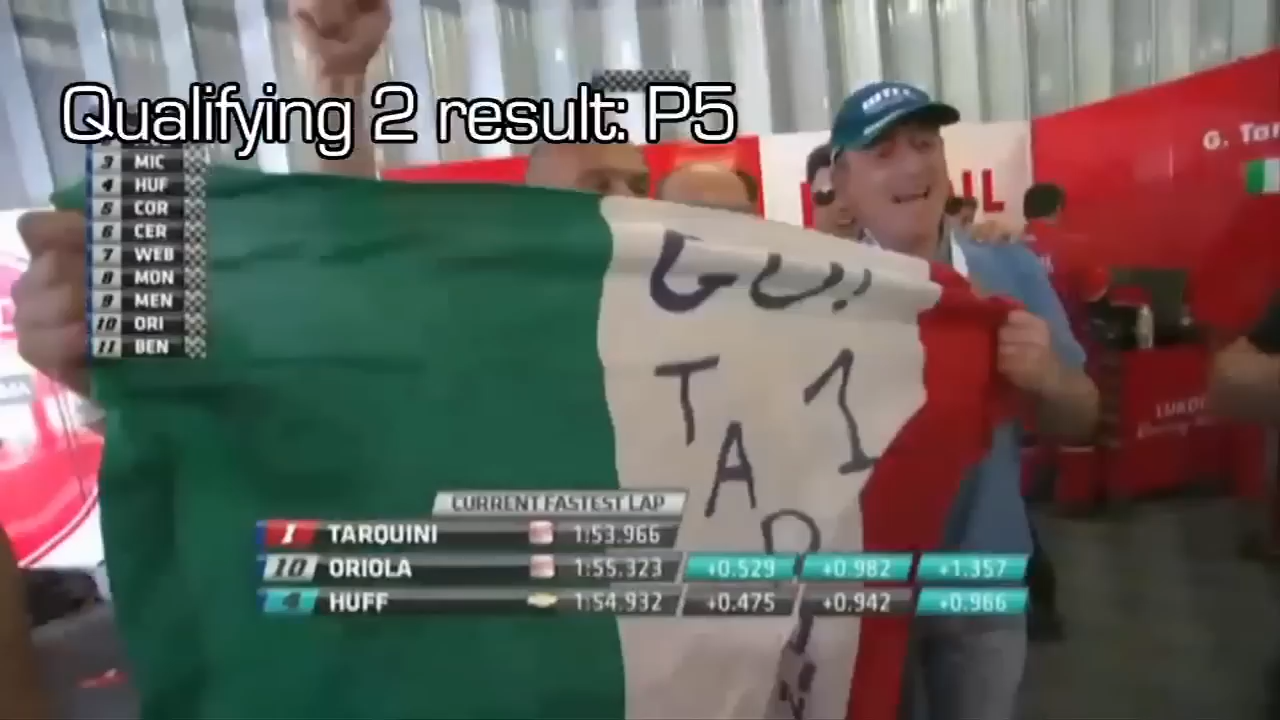 Qualifying 2 result: P5
3 MIC
4 HUF
5 COR
6 CER
7 WEB
8 MON
9 MEN
10 ORI
11 BEN
G. Tar
GO!!
T 1
A
CURRENT FASTEST LAP
1 TARQUINI 1:53.966
10 ORIOLA 1:55.323 +0.529 +0.982 +1.357
4 HUFF 1:54.932 +0.475 +0.942 +0.966